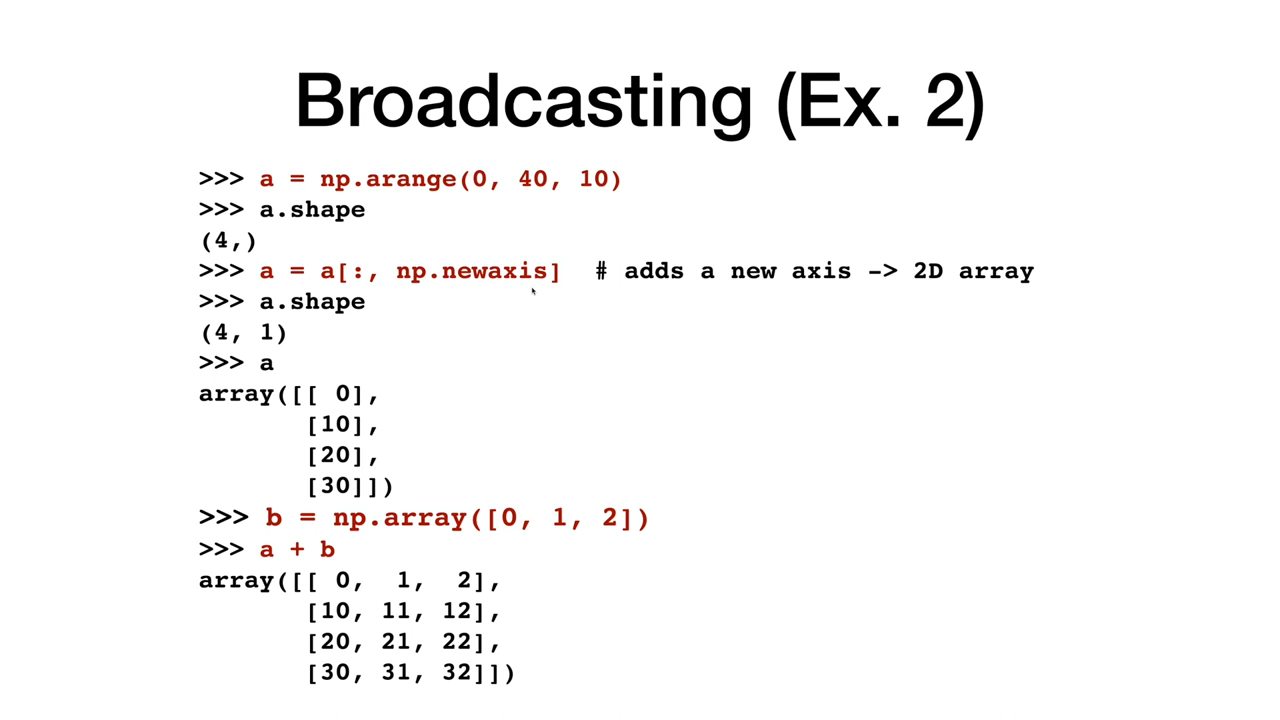 Broadcasting (Ex. 2)
>>> a = np.arange(0, 40, 10)
>>> a.shape
(4,)
>>> a = a[:, np.newaxis]  # adds a new axis -> 2D array
>>> a.shape
(4, 1)
>>> a
array([[ 0],
       [10],
       [20],
       [30]])
>>> b = np.array([0, 1, 2])
>>> a + b
array([[ 0,  1,  2],
       [10, 11, 12],
       [20, 21, 22],
       [30, 31, 32]])